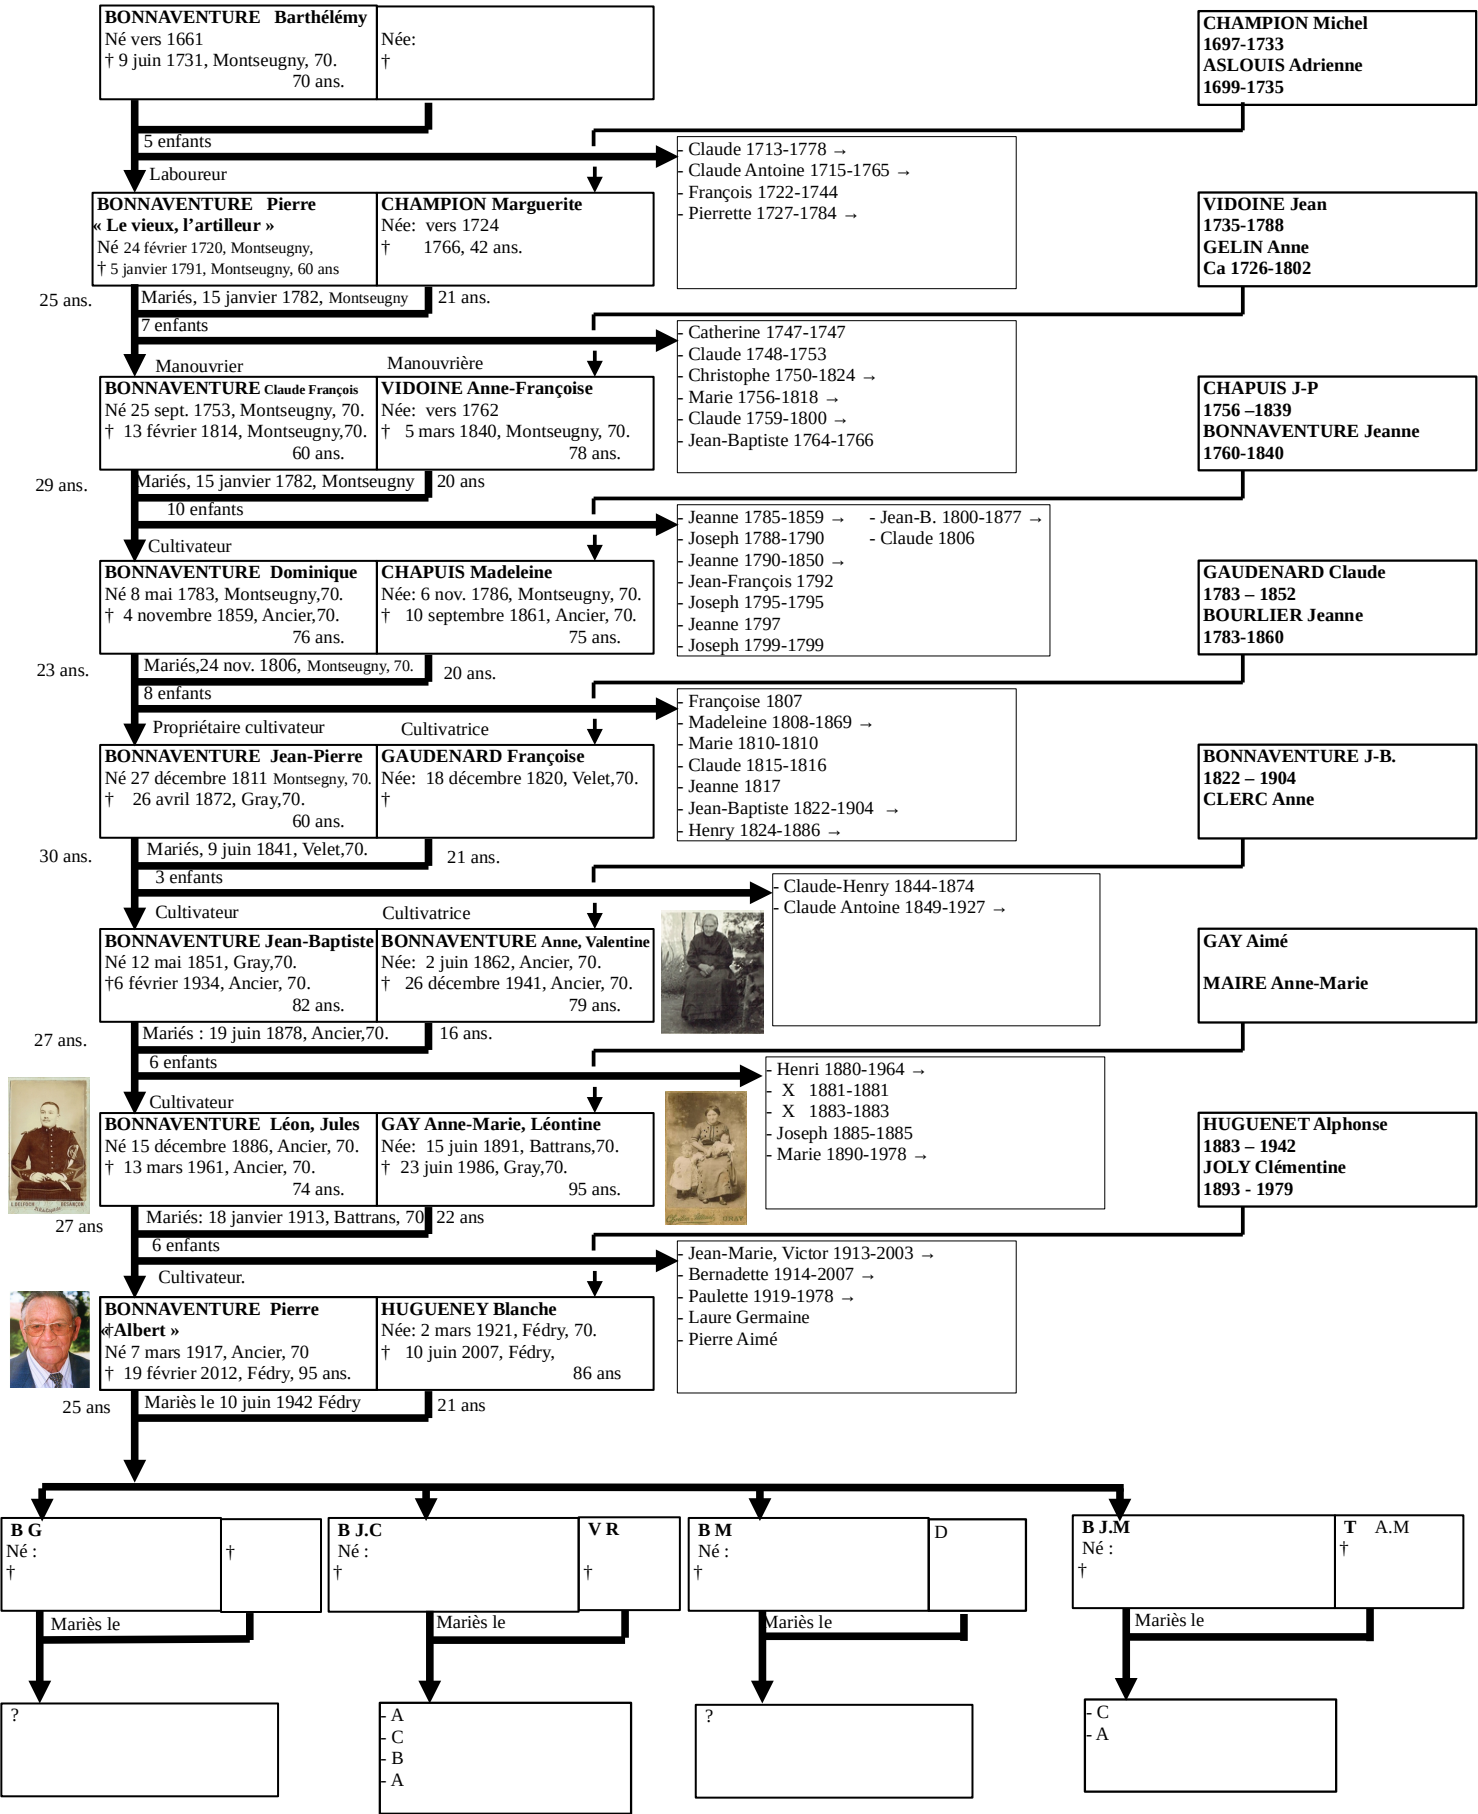 BONNAVENTURE   Barthélémy
Né vers 1661
† 9 juin 1731, Montseugny, 70.
70 ans.
Née:
†
CHAMPION Michel
1697-1733
ASLOUIS Adrienne
1699-1735
5 enfants
Laboureur
- Claude 1713-1778 →
- Claude Antoine 1715-1765 →
- François 1722-1744
- Pierrette 1727-1784 →
BONNAVENTURE   Pierre
« Le vieux, l’artilleur »
Né 24 février 1720, Montseugny,
† 5 janvier 1791, Montseugny, 60 ans
CHAMPION Marguerite
Née:  vers 1724
†       1766, 42 ans.
VIDOINE Jean
1735-1788
GELIN Anne
Ca 1726-1802
25 ans.
Mariés, 15 janvier 1782, Montseugny
21 ans.
7 enfants
Manouvrier
Manouvrière
- Catherine 1747-1747
- Claude 1748-1753
- Christophe 1750-1824 →
- Marie 1756-1818 →
- Claude 1759-1800 →
- Jean-Baptiste 1764-1766
BONNAVENTURE Claude François
Né 25 sept. 1753, Montseugny, 70.
†  13 février 1814, Montseugny,70.
60 ans.
VIDOINE Anne-Françoise
Née:  vers 1762
†   5 mars 1840, Montseugny, 70.
78 ans.
CHAPUIS J-P
1756 –1839
BONNAVENTURE Jeanne
1760-1840
29 ans.
Mariés, 15 janvier 1782, Montseugny
20 ans
10 enfants
Cultivateur
- Jeanne 1785-1859 →     - Jean-B. 1800-1877 →
- Joseph 1788-1790          - Claude 1806
- Jeanne 1790-1850 →
- Jean-François 1792
- Joseph 1795-1795
- Jeanne 1797
- Joseph 1799-1799
BONNAVENTURE  Dominique
Né 8 mai 1783, Montseugny,70.
†  4 novembre 1859, Ancier,70.
76 ans.
CHAPUIS Madeleine
Née: 6 nov. 1786, Montseugny, 70.
†   10 septembre 1861, Ancier, 70.
75 ans.
GAUDENARD Claude
1783 – 1852
BOURLIER Jeanne
1783-1860
23 ans.
Mariés,24 nov. 1806, Montseugny, 70.
20 ans.
8 enfants
Propriétaire cultivateur
Cultivatrice
- Françoise 1807
- Madeleine 1808-1869 →
- Marie 1810-1810
- Claude 1815-1816
- Jeanne 1817
- Jean-Baptiste 1822-1904  →
- Henry 1824-1886 →
BONNAVENTURE  Jean-Pierre
Né 27 décembre 1811 Montsegny, 70.
†    26 avril 1872, Gray,70.
60 ans.
GAUDENARD Françoise
Née:  18 décembre 1820, Velet,70.
†
BONNAVENTURE J-B.
1822 – 1904
CLERC Anne
30 ans.
Mariés, 9 juin 1841, Velet,70.
21 ans.
3 enfants
Cultivateur
Cultivatrice
- Claude-Henry 1844-1874
- Claude Antoine 1849-1927 →
BONNAVENTURE Jean-Baptiste
Né 12 mai 1851, Gray,70.
†6 février 1934, Ancier, 70.
82 ans.
BONNAVENTURE Anne, Valentine
Née:  2 juin 1862, Ancier, 70.
†   26 décembre 1941, Ancier, 70.
79 ans.
GAY Aimé
MAIRE Anne-Marie
27 ans.
Mariés : 19 juin 1878, Ancier,70.
16 ans.
6 enfants
Cultivateur
- Henri 1880-1964 →
-  X   1881-1881
-  X   1883-1883
- Joseph 1885-1885
- Marie 1890-1978 →
BONNAVENTURE  Léon, Jules
Né 15 décembre 1886, Ancier, 70.
†  13 mars 1961, Ancier, 70.
74 ans.
GAY Anne-Marie, Léontine
Née:  15 juin 1891, Battrans,70.
†  23 juin 1986, Gray,70.
95 ans.
BESANÇON
GRAY
HUGUENET Alphonse
1883 – 1942
JOLY Clémentine
1893 - 1979
27 ans
Mariés: 18 janvier 1913, Battrans, 70
22 ans
6 enfants
Cultivateur.
- Jean-Marie, Victor 1913-2003 →
- Bernadette 1914-2007 →
- Paulette 1919-1978 →
- Laure Germaine
- Pierre Aimé
BONNAVENTURE  Pierre
«†Albert »
Né 7 mars 1917, Ancier, 70
†  19 février 2012, Fédry, 95 ans.
HUGUENEY Blanche
Née: 2 mars 1921, Fédry, 70.
†   10 juin 2007, Fédry,
86 ans
25 ans
Mariès le 10 juin 1942 Fédry
21 ans
B G
Né :
†
†
B J.C
Né :
†
V R
†
B M
Né :
†
D
B J.M
Né :
†
T    A.M
†
Mariès le
Mariès le
Mariès le
Mariès le
?
- A
- C
- B
- A
?
- C
- A